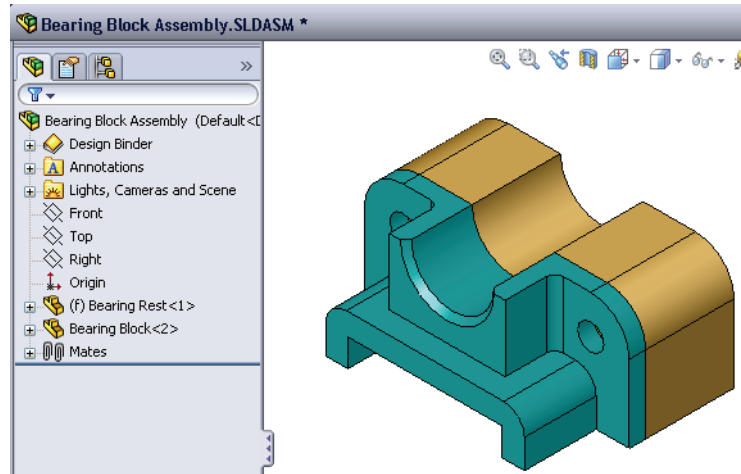 Bearing Block Assembly.SLDASM *
»
Bearing Block Assembly (Default<D
Design Binder
A Annotations
Lights, Cameras and Scene
Front
Top
Right
Origin
(f) Bearing Rest<1>
Bearing Block<2>
Mates